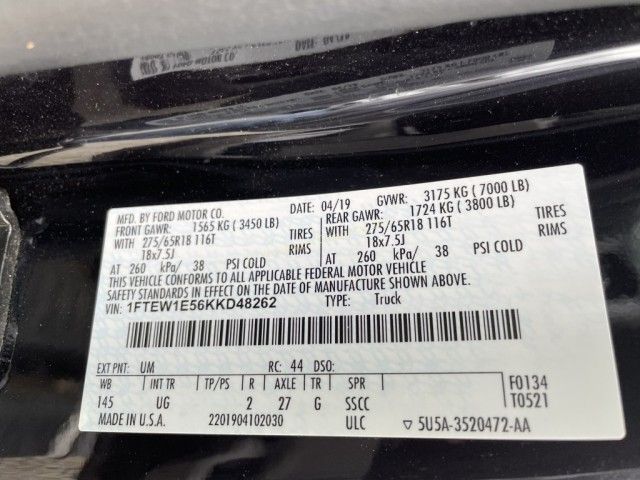 MFD. BY FORD MOTOR CO. DATE: 04/19 GVWR: 3175 KG ( 7000 LB)
FRONT GAWR: 1565 KG ( 3450 LB) REAR GAWR: 1724 KG ( 3800 LB)
WITH 275/65R18 116T TIRES WITH 275/65R18 116T TIRES
18x7.5J RIMS 18x7.5J RIMS
AT 260 kPa/ 38 PSI COLD AT 260 kPa/ 38 PSI COLD
THIS VEHICLE CONFORMS TO ALL APPLICABLE FEDERAL MOTOR VEHICLE
SAFETY STANDARDS IN EFFECT ON THE DATE OF MANUFACTURE SHOWN ABOVE.
VIN: 1FTEW1E56KKD48262 TYPE: Truck
EXT PNT: UM RC: 44 DSO:
WB INT TR TP/PS R AXLE TR SPR F0134
145 UG 2 27 G SSCC T0521
MADE IN U.S.A. 2201904102030 ULC ▽ 5U5A-3520472-AA